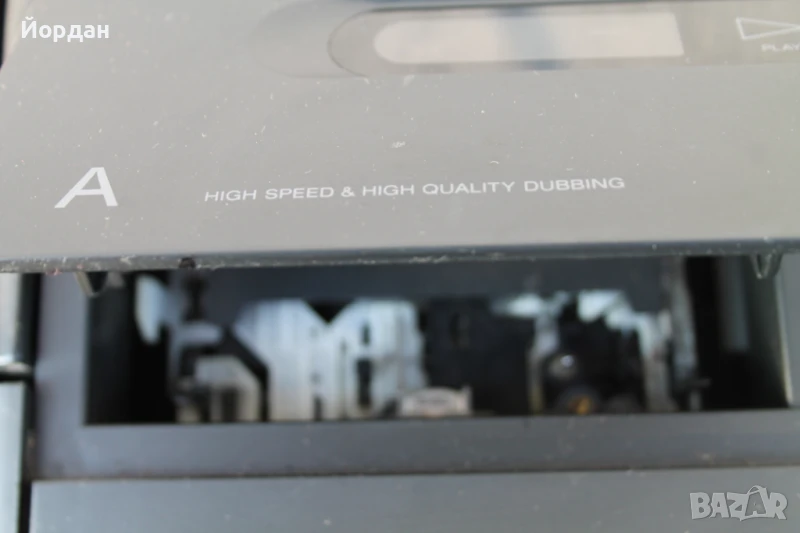 Йордан
PLAY
A
HIGH SPEED & HIGH QUALITY DUBBING
BAZAR